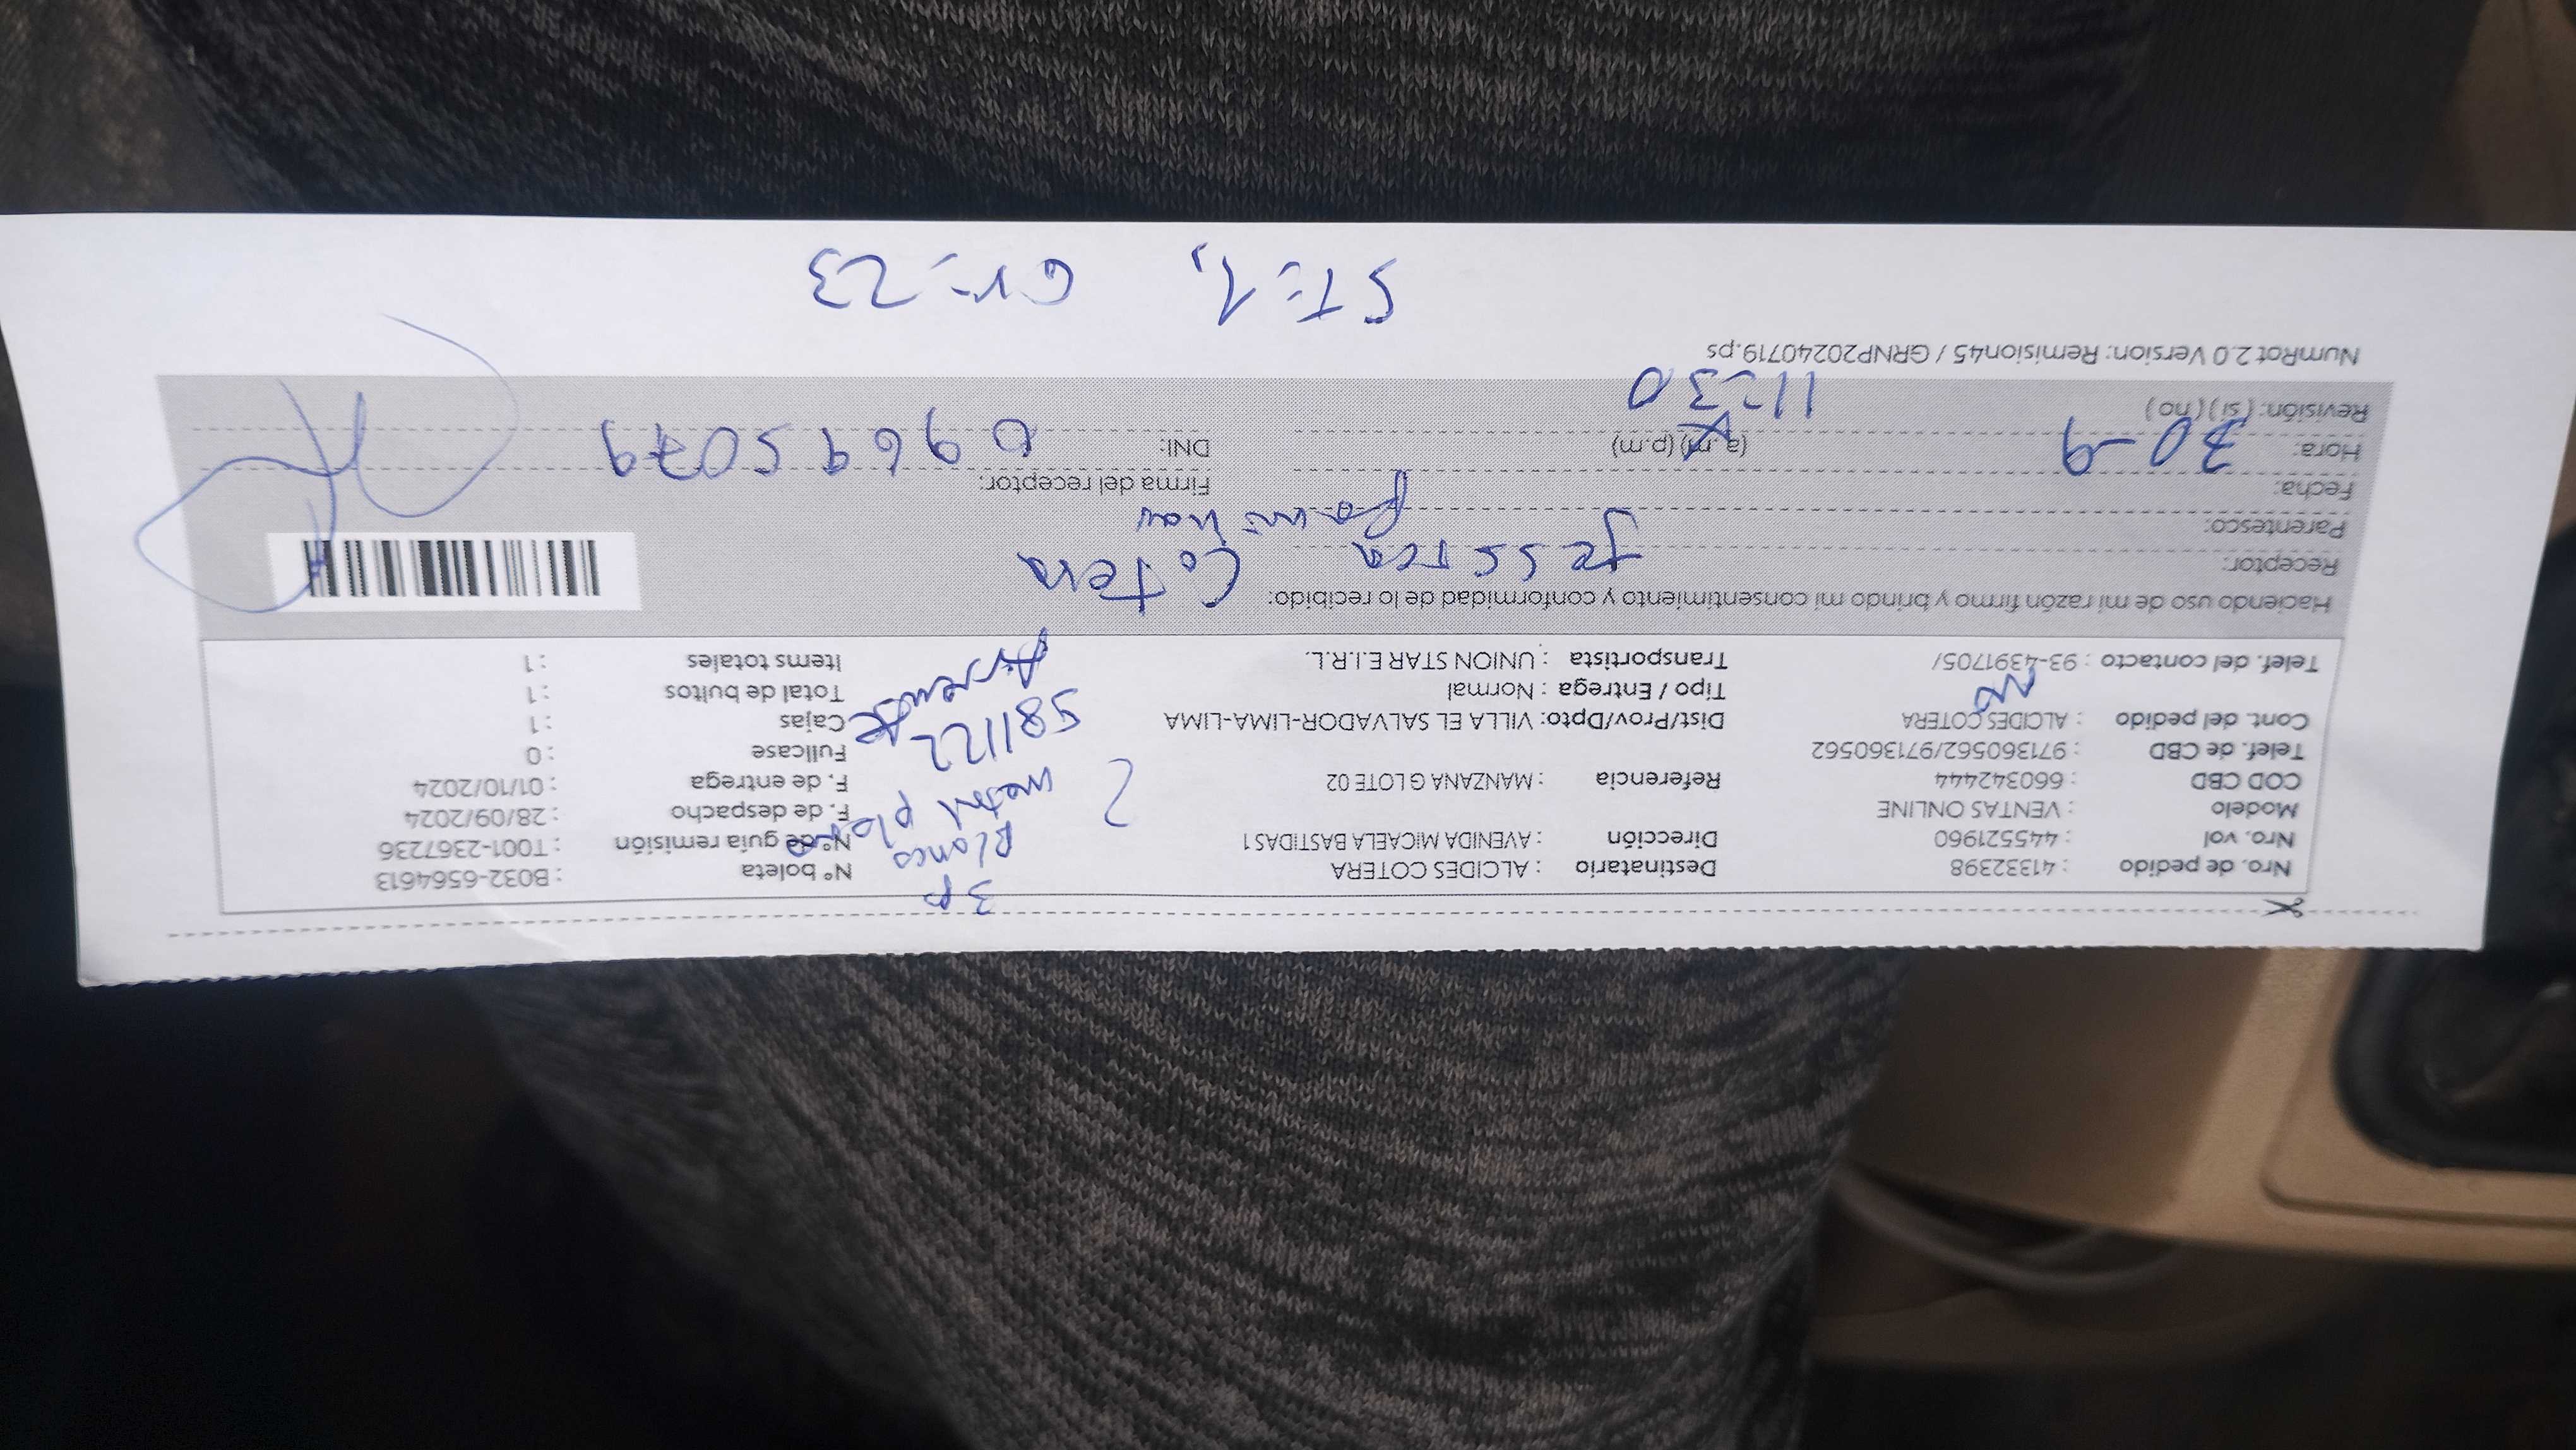 Nro. de pedido : 41332398 Destinatario : ALCIDES COTERA 3p N° boleta : B032-6564613
Nro. vol : 445521960 Dirección : AVENIDA MICAELA BASTIDAS 1 Blanco N° de guía remisión : T001-2367236
Modelo : VENTAS ONLINE metal F. de despacho : 28/09/2024
COD CBD : 660342444 Referencia : MANZANA G LOTE 02 2 F. de entrega : 01/10/2024
Telef. de CBD : 971360562/971360562 581122 Fullcase : 0
Cont. del pedido : ALCIDES COTERA Dist/Prov/Dpto: VILLA EL SALVADOR-LIMA-LIMA Cajas : 1
Tipo / Entrega : Normal Total de bultos : 1
Telef. del contacto : 93-4391705/ Transportista : UNION STAR E.I.R.L. Items totales : 1
Haciendo uso de mi razón firmo y brindo mi consentimiento y conformidad de lo recibido:
Receptor: Jessica Cotera
Parentesco:
Fecha: Firma del receptor:
Hora: 30-9 (a.m) (p.m) DNI: 09695079
Revisión: (si) (no) 11:30
NumRot 2.0 Version: Remision45 / GRNP20240719.ps
ST=1, Gr=23